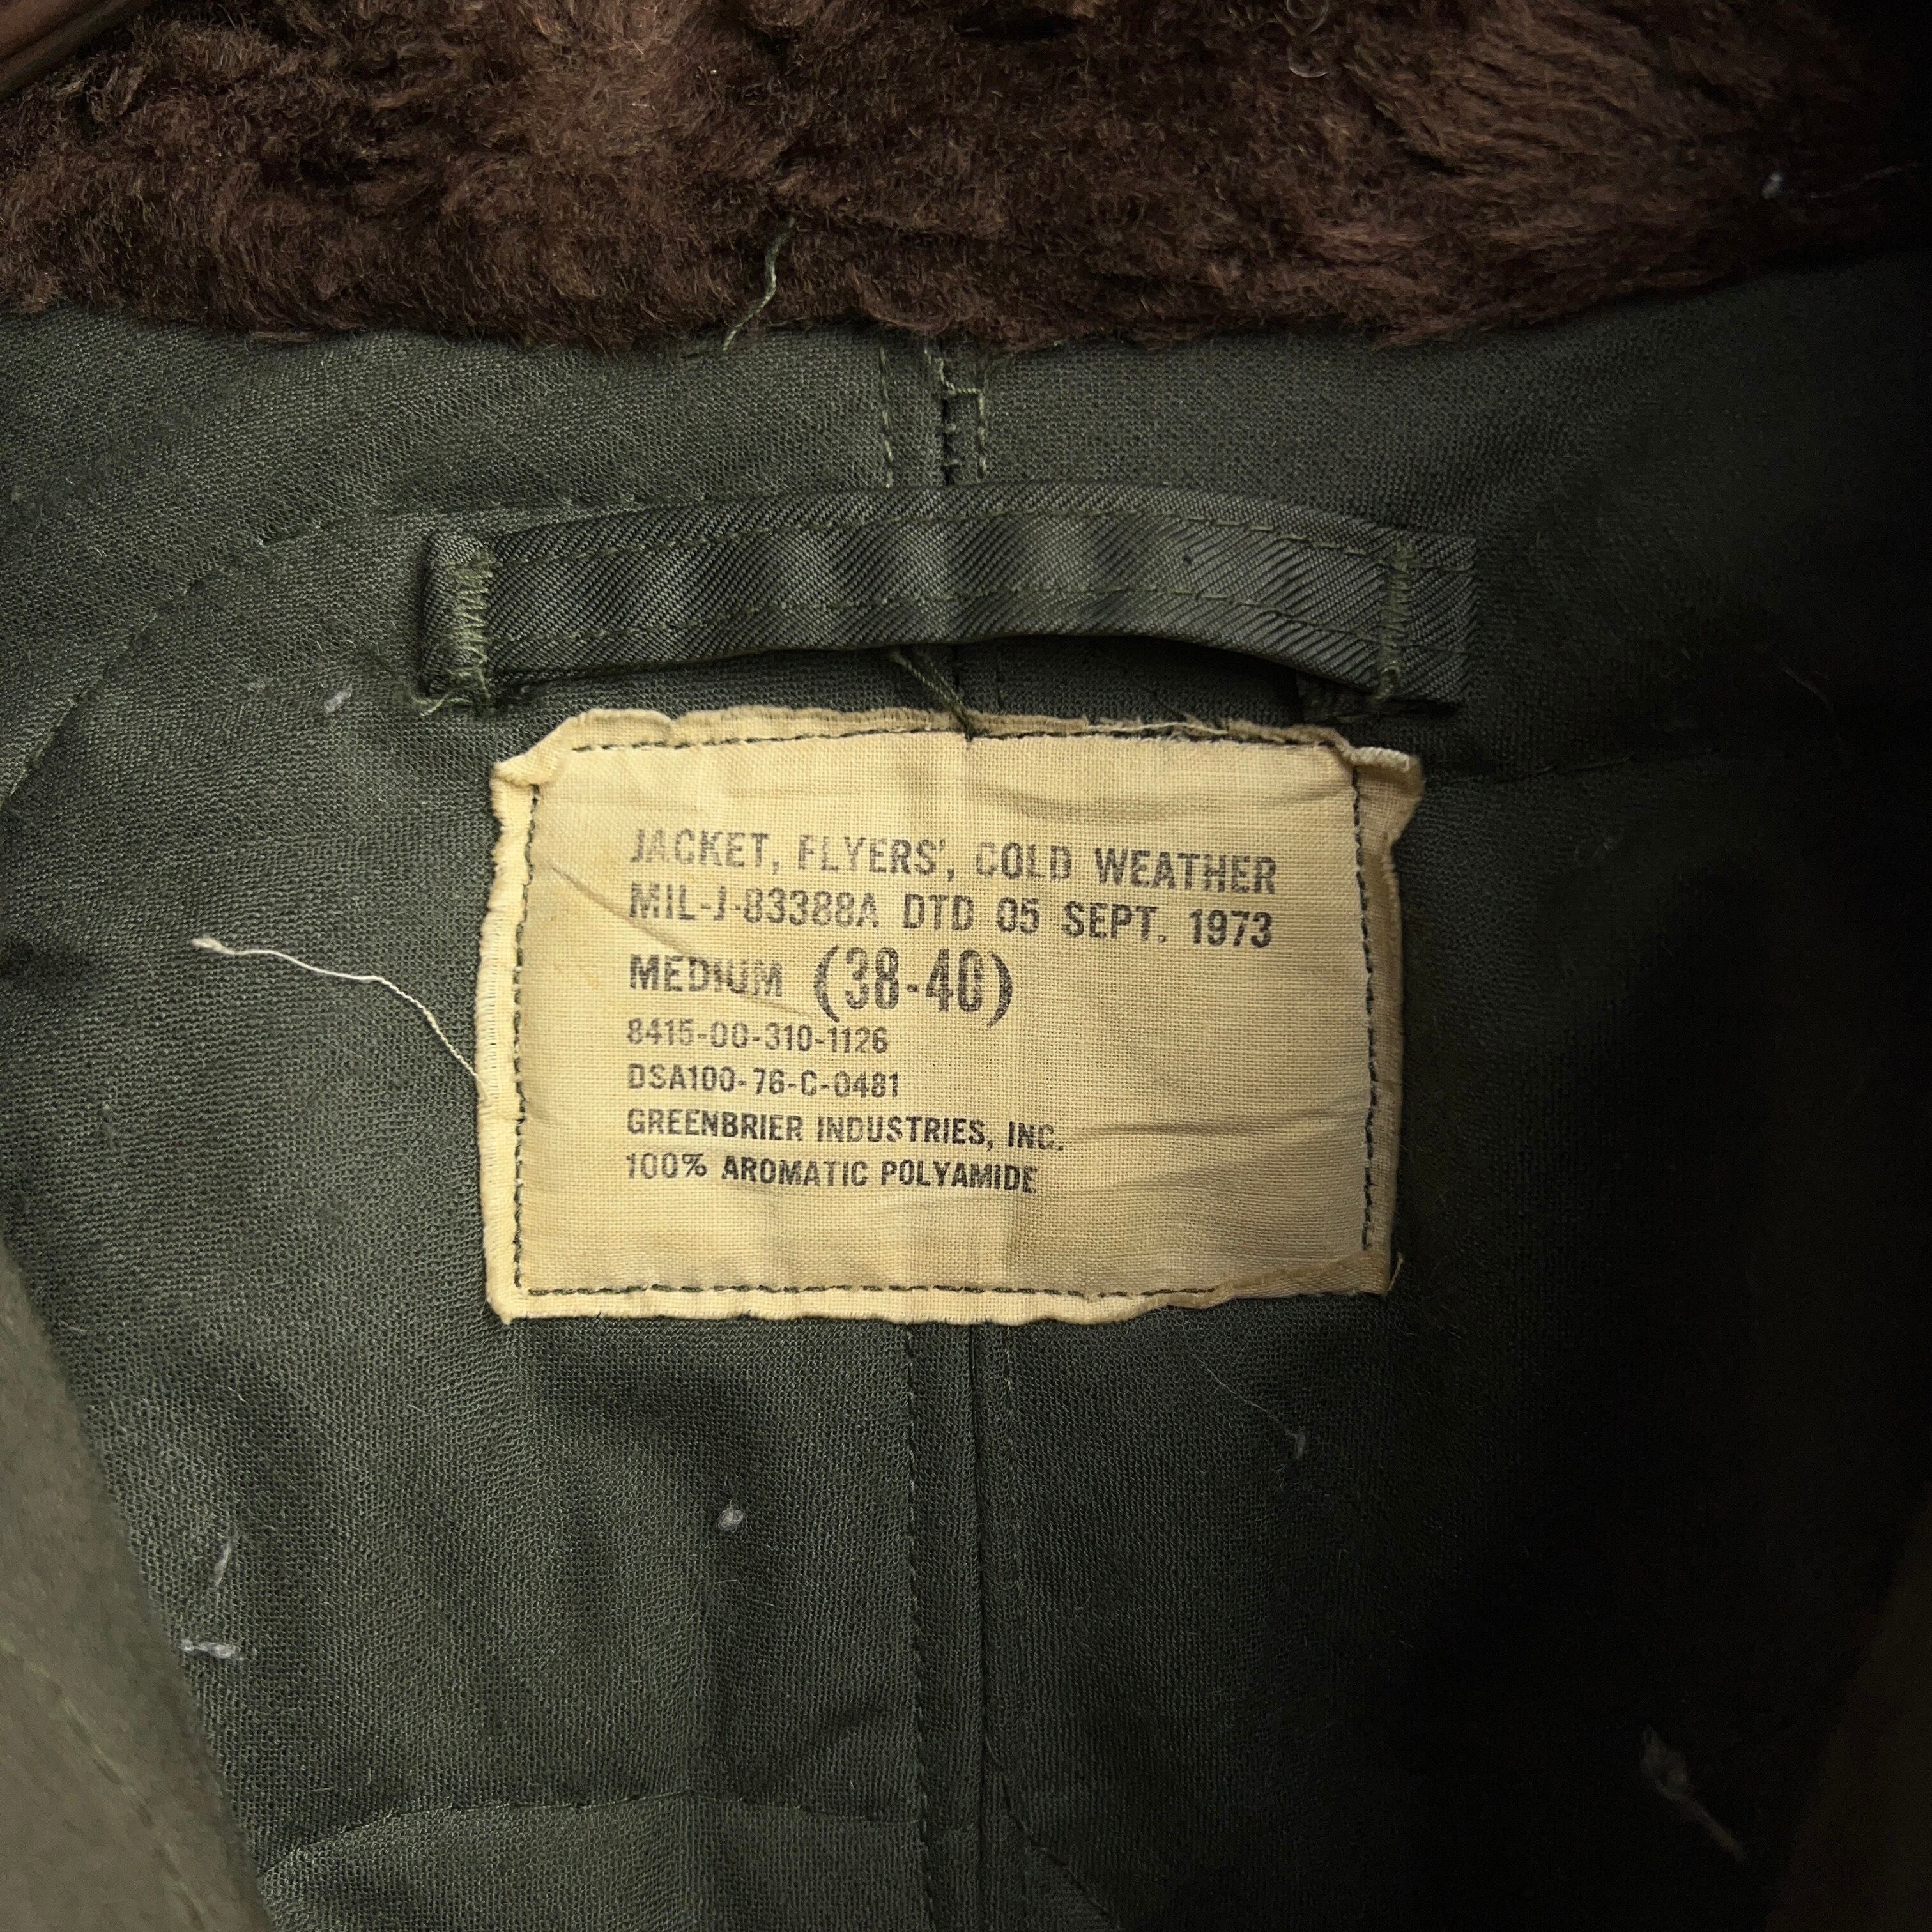 JACKET, FLYERS', COLD WEATHER
MIL-J-83388A DTD 05 SEPT. 1973
MEDIUM (38-40)
8415-00-310-1126
DSA100-76-C-0481
GREENBRIER INDUSTRIES, INC.
100% AROMATIC POLYAMIDE